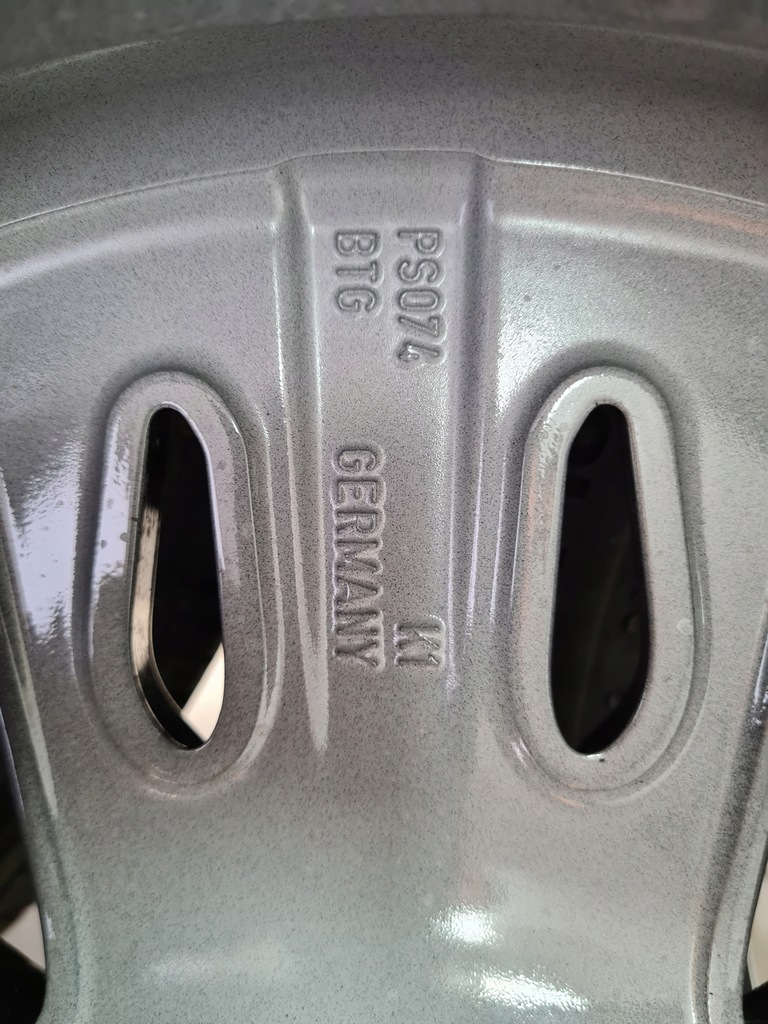 PS074
BTG
GERMANY
K1